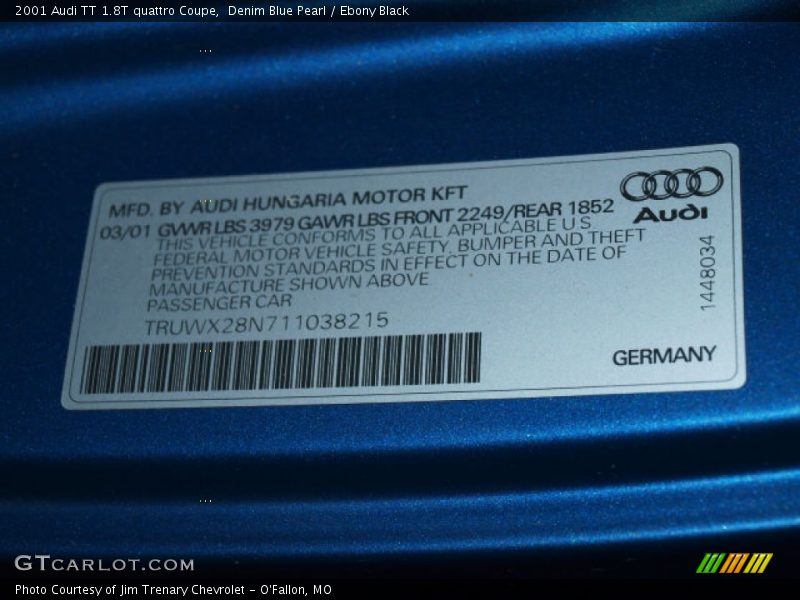 2001 Audi TT 1.8T quattro Coupe,  Denim Blue Pearl / Ebony Black
MFD. BY AUDI HUNGARIA MOTOR KFT
03/01 GVWR LBS 3979 GAWR LBS FRONT 2249/REAR 1852
THIS VEHICLE CONFORMS TO ALL APPLICABLE U.S
FEDERAL MOTOR VEHICLE SAFETY, BUMPER AND THEFT
PREVENTION STANDARDS IN EFFECT ON THE DATE OF
MANUFACTURE SHOWN ABOVE
PASSENGER CAR
TRUWX28N711038215
Audi
1448034
GERMANY
GTCARLOT.COM
Photo Courtesy of Jim Trenary Chevrolet - O'Fallon, MO